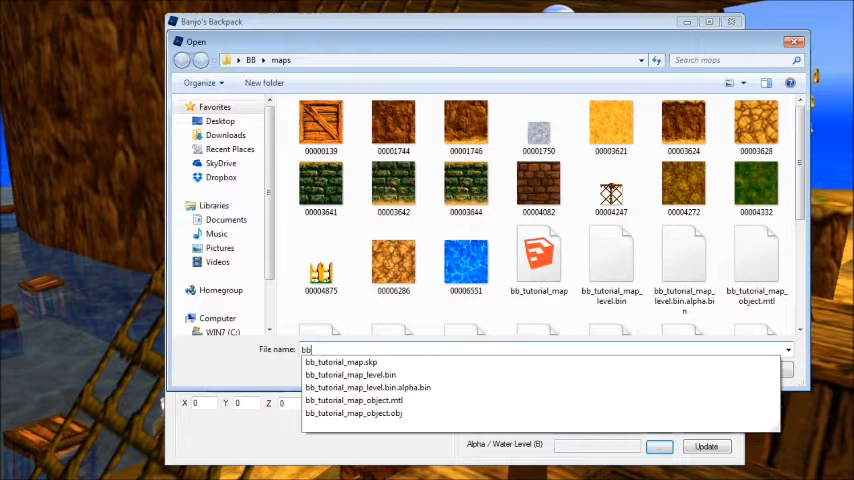 Banjo's Backpack
Open
BB maps
Search maps
Organize New folder
Favorites
Desktop
Downloads
Recent Places
SkyDrive
Dropbox
Libraries
Documents
Music
Pictures
Videos
Homegroup
Computer
WIN7 (C:)
00000139 00001744 00001746 00001750 00003621 00003624 00003628
00003641 00003642 00003644 00004082 00004247 00004272 00004332
00004875 00006286 00006551 bb_tutorial_map bb_tutorial_map_level.bin bb_tutorial_map_level.bin.alpha.bin bb_tutorial_map_object.mtl
File name: bb
bb_tutorial_map.skp
bb_tutorial_map_level.bin
bb_tutorial_map_level.bin.alpha.bin
bb_tutorial_map_object.mtl
bb_tutorial_map_object.obj
X 0 Y 0 Z 0
Alpha / Water Level (B) ... Update